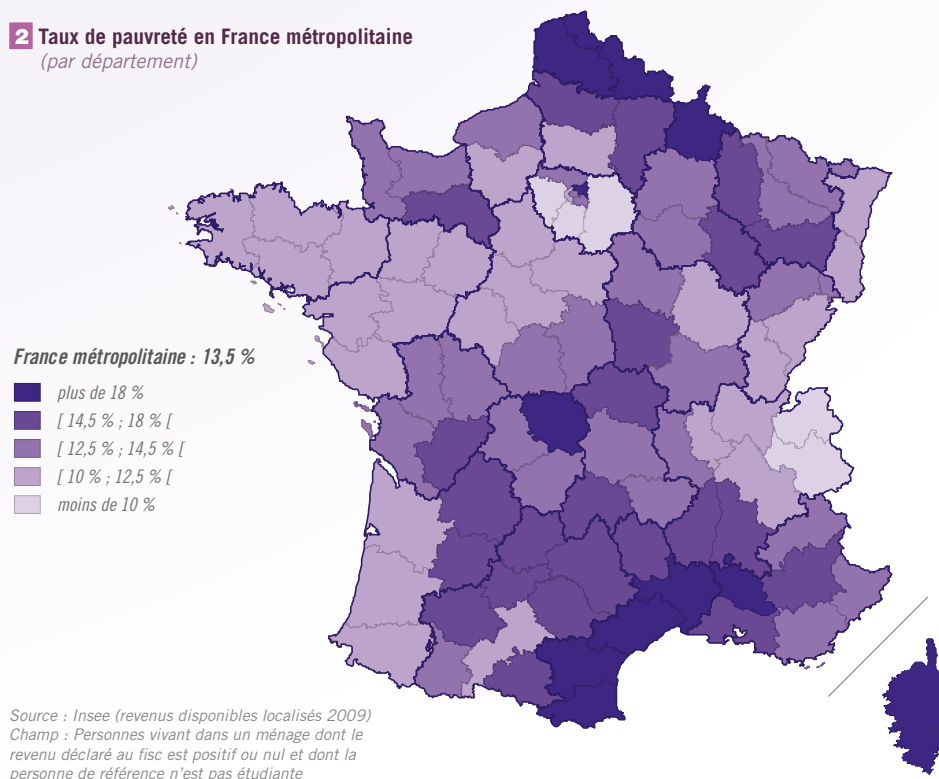 2 Taux de pauvreté en France métropolitaine
(par département)
France métropolitaine : 13,5 %
plus de 18 %
[ 14,5 % ; 18 % [
[ 12,5 % ; 14,5 % [
[ 10 % ; 12,5 % [
moins de 10 %
Source : Insee (revenus disponibles localisés 2009)
Champ : Personnes vivant dans un ménage dont le
revenu déclaré au fisc est positif ou nul et dont la
personne de référence n'est pas étudiante